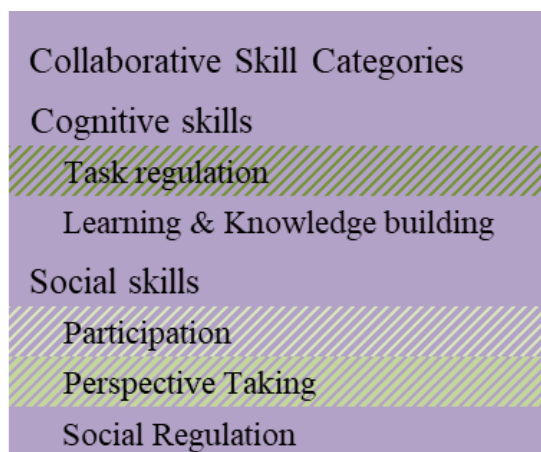 Collaborative Skill Categories
Cognitive skills
Task regulation
Learning & Knowledge building
Social skills
Participation
Perspective Taking
Social Regulation